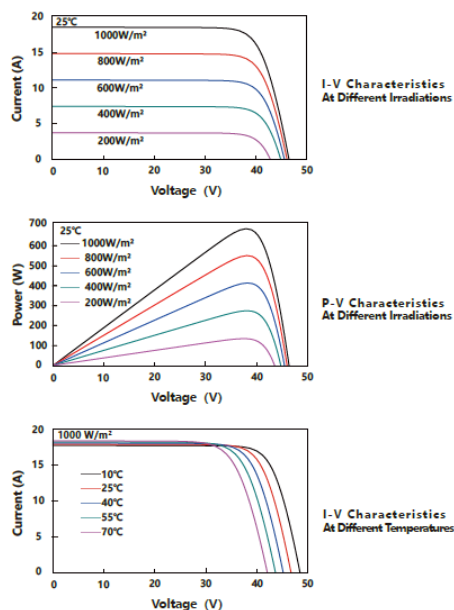 25℃
1000W/m²
800W/m²
600W/m²
400W/m²
200W/m²
20
15
10
5
0
Current (A)
0 10 20 30 40 50
Voltage (V)
I-V Characteristics
At Different Irradiations
25℃
1000W/m²
800W/m²
600W/m²
400W/m²
200W/m²
700
600
500
400
300
200
100
0
Power (W)
0 10 20 30 40 50
Voltage (V)
P-V Characteristics
At Different Irradiations
1000 W/m²
10℃
25℃
40℃
55℃
70℃
20
15
10
5
0
Current (A)
0 10 20 30 40 50
Voltage (V)
I-V Characteristics
At Different Temperatures